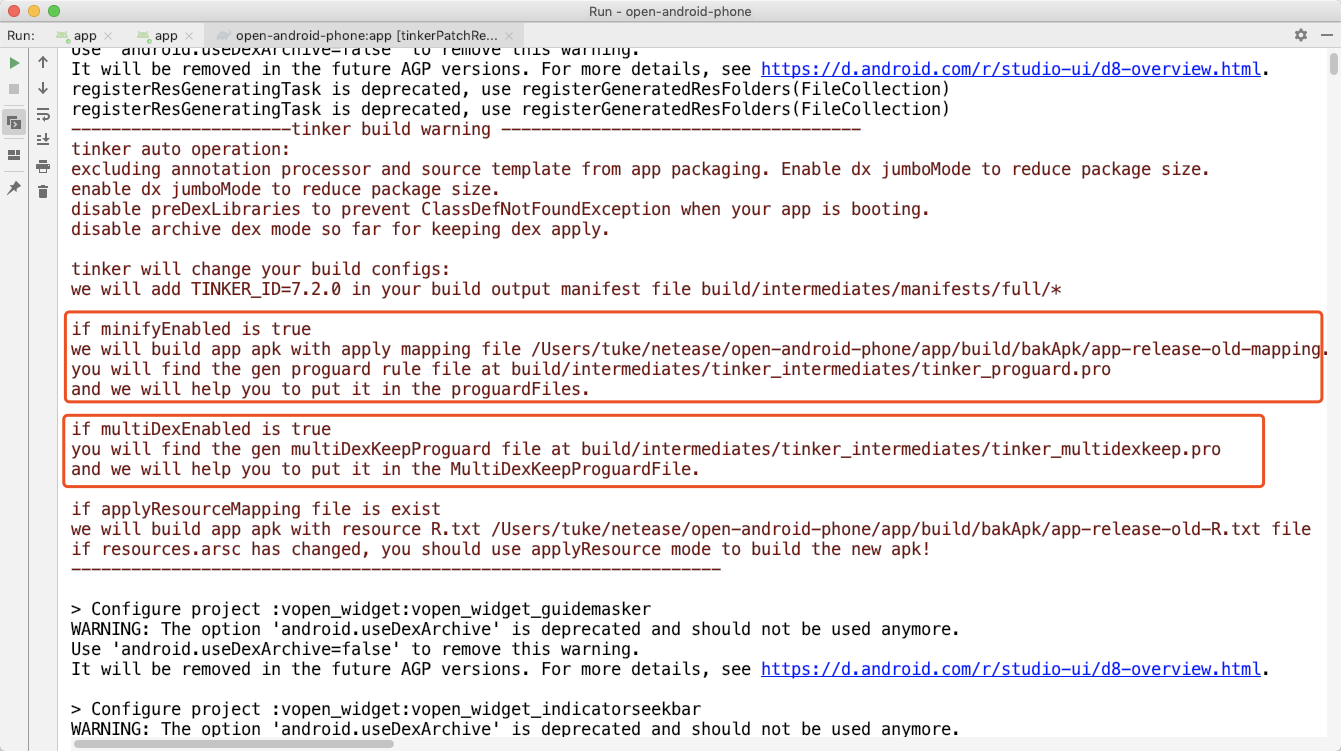 Run - open-android-phone
Run: app app open-android-phone:app [tinkerPatchRe...
Use 'android.useDexArchive=false' to remove this warning.
It will be removed in the future AGP versions. For more details, see https://d.android.com/r/studio-ui/d8-overview.html.
registerResGeneratingTask is deprecated, use registerGeneratedResFolders(FileCollection)
registerResGeneratingTask is deprecated, use registerGeneratedResFolders(FileCollection)
----------------------tinker build warning ------------------------------------
tinker auto operation:
excluding annotation processor and source template from app packaging. Enable dx jumboMode to reduce package size.
enable dx jumboMode to reduce package size.
disable preDexLibraries to prevent ClassDefNotFoundException when your app is booting.
disable archive dex mode so far for keeping dex apply.
tinker will change your build configs:
we will add TINKER_ID=7.2.0 in your build output manifest file build/intermediates/manifests/full/*
if minifyEnabled is true
we will build app apk with apply mapping file /Users/tuke/netease/open-android-phone/app/build/bakApk/app-release-old-mapping.
you will find the gen proguard rule file at build/intermediates/tinker_intermediates/tinker_proguard.pro
and we will help you to put it in the proguardFiles.
if multiDexEnabled is true
you will find the gen multiDexKeepProguard file at build/intermediates/tinker_intermediates/tinker_multidexkeep.pro
and we will help you to put it in the MultiDexKeepProguardFile.
if applyResourceMapping file is exist
we will build app apk with resource R.txt /Users/tuke/netease/open-android-phone/app/build/bakApk/app-release-old-R.txt file
if resources.arsc has changed, you should use applyResource mode to build the new apk!
-----------------------------------------------------------------
> Configure project :vopen_widget:vopen_widget_guidemasker
WARNING: The option 'android.useDexArchive' is deprecated and should not be used anymore.
Use 'android.useDexArchive=false' to remove this warning.
It will be removed in the future AGP versions. For more details, see https://d.android.com/r/studio-ui/d8-overview.html.
> Configure project :vopen_widget:vopen_widget_indicatorseekbar
WARNING: The option 'android.useDexArchive' is deprecated and should not be used anymore.